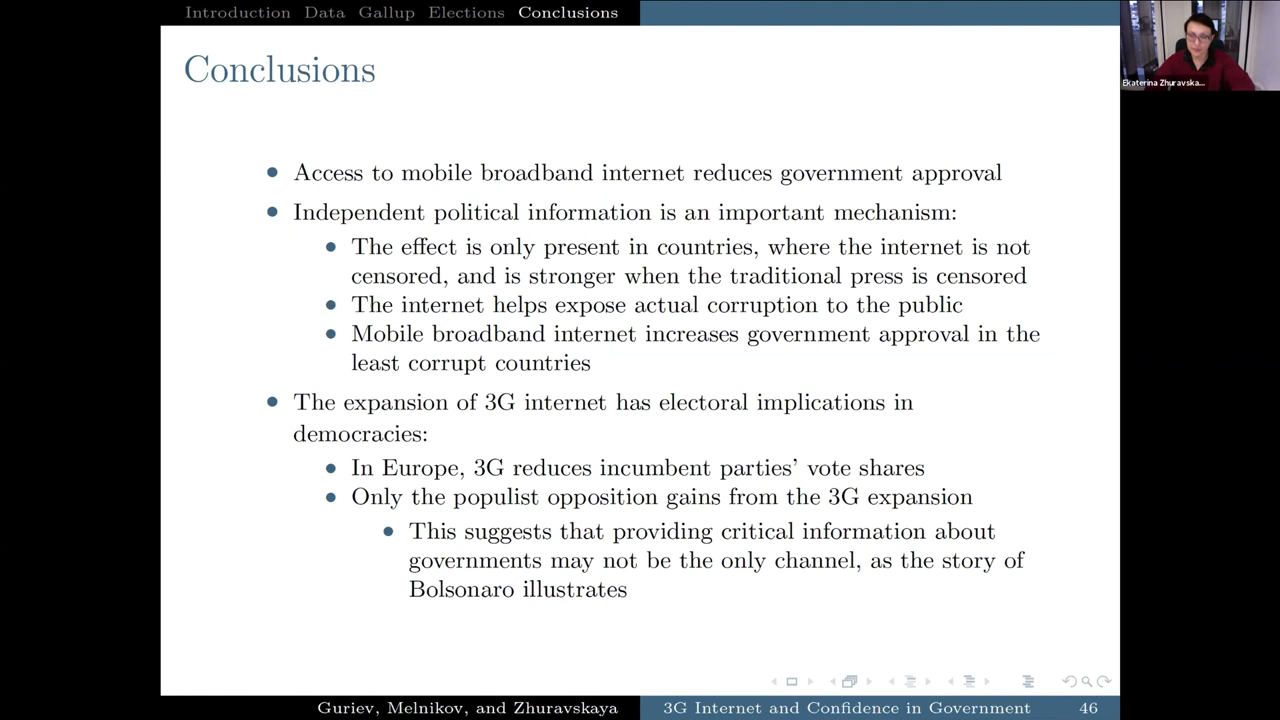 Introduction Data Gallup Elections Conclusions
Conclusions
Ekaterina Zhuravska...
• Access to mobile broadband internet reduces government approval
• Independent political information is an important mechanism:
• The effect is only present in countries, where the internet is not
censored, and is stronger when the traditional press is censored
• The internet helps expose actual corruption to the public
• Mobile broadband internet increases government approval in the
least corrupt countries
• The expansion of 3G internet has electoral implications in
democracies:
• In Europe, 3G reduces incumbent parties' vote shares
• Only the populist opposition gains from the 3G expansion
• This suggests that providing critical information about
governments may not be the only channel, as the story of
Bolsonaro illustrates
Guriev, Melnikov, and Zhuravskaya 3G Internet and Confidence in Government 46